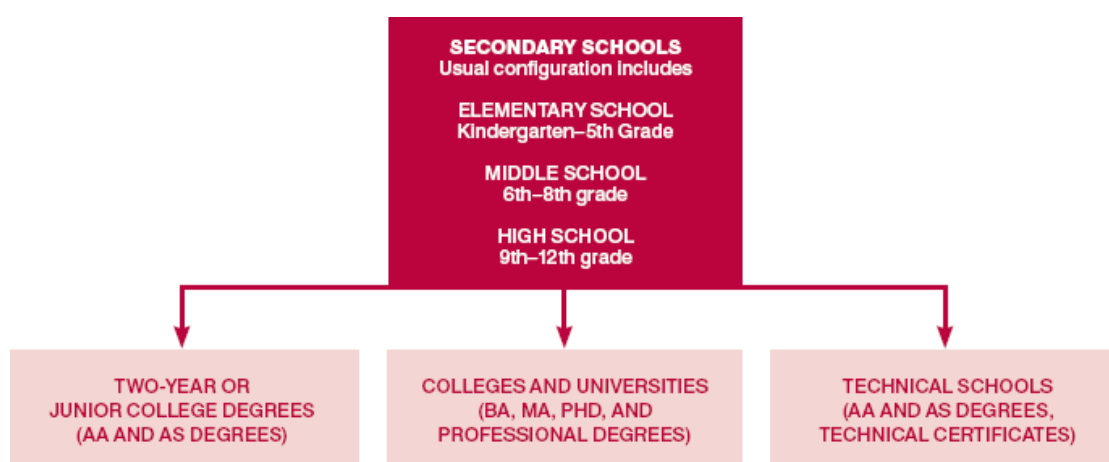 SECONDARY SCHOOLS
Usual configuration includes
ELEMENTARY SCHOOL
Kindergarten–5th Grade
MIDDLE SCHOOL
6th–8th grade
HIGH SCHOOL
9th–12th grade
TWO-YEAR OR
JUNIOR COLLEGE DEGREES
(AA AND AS DEGREES)
COLLEGES AND UNIVERSITIES
(BA, MA, PHD, AND
PROFESSIONAL DEGREES)
TECHNICAL SCHOOLS
(AA AND AS DEGREES,
TECHNICAL CERTIFICATES)